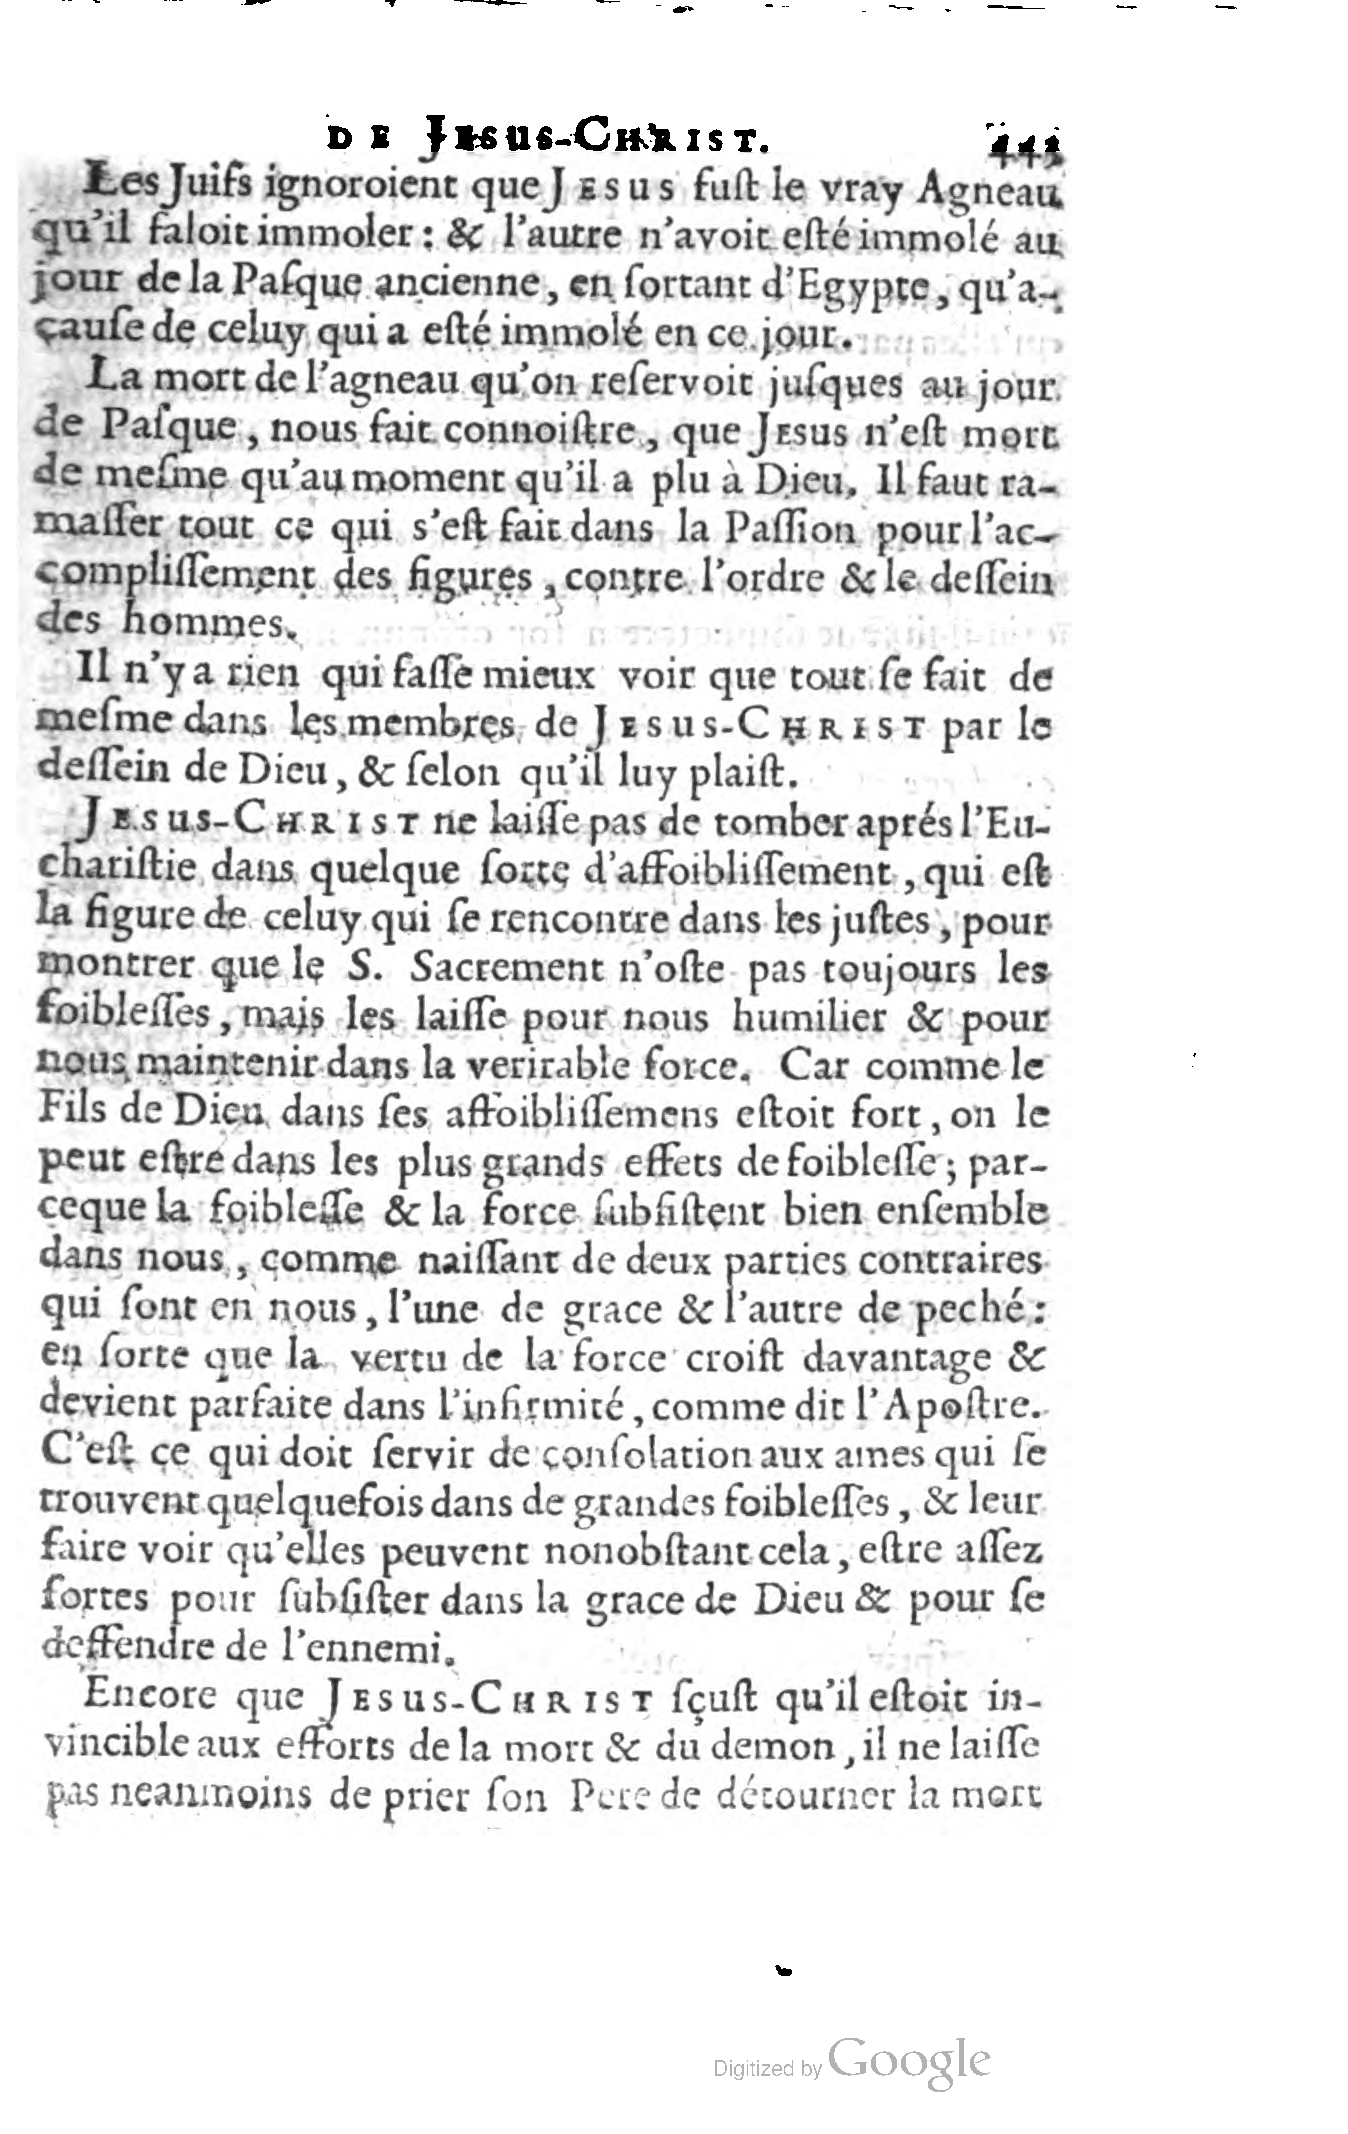 DE JESUS-CHRIST.
Les Juifs ignoroient que JESUS fuſt le vray Agneau
qu'il faloit immoler : & l'autre n'avoit eſté immolé au
jour de la Paſque ancienne, en ſortant d'Egypte, qu'a-
cauſe de celuy qui a eſté immolé en ce jour.
La mort de l'agneau qu'on reſervoit juſques au jour
de Paſque, nous fait connoiſtre, que JESUS n'eſt mort
de meſme qu'au moment qu'il a plu à Dieu. Il faut ra-
maſſer tout ce qui s'eſt fait dans la Paſſion pour l'ac-
compliſſement des figures, contre l'ordre & le deſſein
des hommes.
Il n'y a rien qui faſſe mieux voir que tout ſe fait de
meſme dans les membres de JESUS-CHRIST par le
deſſein de Dieu, & ſelon qu'il luy plaiſt.
JESUS-CHRIST ne laiſſe pas de tomber aprés l'Eu-
chariſtie dans quelque ſorte d'affoibliſſement, qui eſt
la figure de celuy qui ſe rencontre dans les juſtes, pour
montrer que le S. Sacrement n'oſte pas toujours les
foibleſſes, mais les laiſſe pour nous humilier & pour
nous maintenir dans la veritable force. Car comme le
Fils de Dieu dans ſes affoibliſſemens eſtoit fort, on le
peut eſtre dans les plus grands effets de foibleſſe ; par-
ceque la foibleſſe & la force ſubſiſtent bien enſemble
dans nous, comme naiſſant de deux parties contraires
qui ſont en nous, l'une de grace & l'autre de peché :
en ſorte que la vertu de la force croiſt davantage &
devient parfaite dans l'infirmité, comme dit l'Apoſtre.
C'eſt ce qui doit ſervir de conſolation aux ames qui ſe
trouvent quelquefois dans de grandes foibleſſes, & leur
faire voir qu'elles peuvent nonobſtant cela, eſtre aſſez
fortes pour ſubſiſter dans la grace de Dieu & pour ſe
deffendre de l'ennemi.
Encore que JESUS-CHRIST ſçuſt qu'il eſtoit in-
vincible aux efforts de la mort & du demon, il ne laiſſe
pas neanmoins de prier ſon Pere de détourner la mort
Digitized by Google